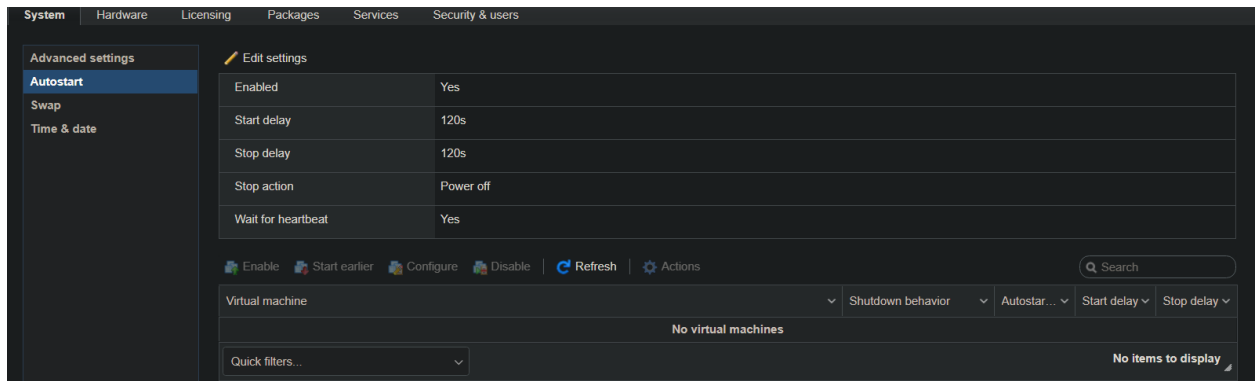 System Hardware Licensing Packages Services Security & users
Advanced settings
Autostart
Swap
Time & date
Edit settings
Enabled Yes
Start delay 120s
Stop delay 120s
Stop action Power off
Wait for heartbeat Yes
Enable Start earlier Configure Disable Refresh Actions Search
Virtual machine Shutdown behavior Autostar... Start delay Stop delay
No virtual machines
Quick filters... No items to display